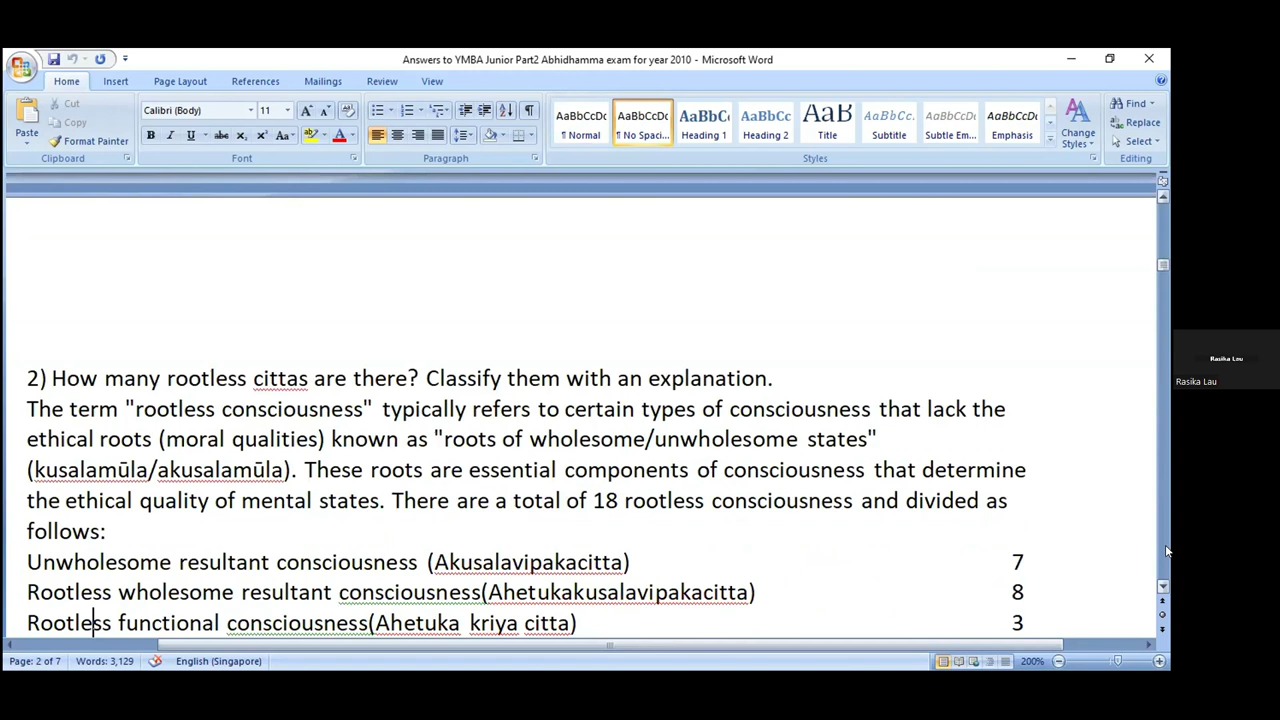 Answers to YMBA Junior Part2 Abhidhamma exam for year 2010 - Microsoft Word
Home Insert Page Layout References Mailings Review View
Paste
Cut
Copy
Format Painter
Clipboard
Calibri (Body) 11
Font
Paragraph
AaBbCcDc AaBbCcDc AaBbC AaBbCc AaB AaBbCc. AaBbCcDc AaBbCcDc
¶ Normal ¶ No Spaci... Heading 1 Heading 2 Title Subtitle Subtle Em... Emphasis
Change Styles
Styles
Find
Replace
Select
Editing
2) How many rootless cittas are there? Classify them with an explanation.
The term "rootless consciousness" typically refers to certain types of consciousness that lack the
ethical roots (moral qualities) known as "roots of wholesome/unwholesome states"
(kusalamūla/akusalamūla). These roots are essential components of consciousness that determine
the ethical quality of mental states. There are a total of 18 rootless consciousness and divided as
follows:
Unwholesome resultant consciousness (Akusalavipakacitta) 7
Rootless wholesome resultant consciousness(Ahetukakusalavipakacitta) 8
Rootless functional consciousness(Ahetuka kriya citta) 3
Rasika Lau
Rasika Lau
Page: 2 of 7 Words: 3,129 English (Singapore) 200%